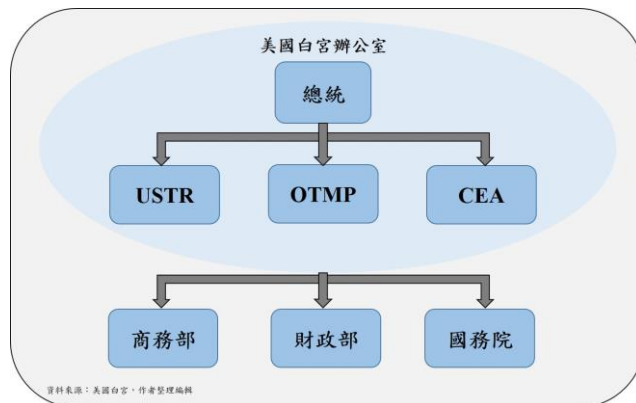 美國白宮辦公室
總統
USTR
OTMP
CEA
商務部
財政部
國務院
資料來源：美國白宮，作者整理編輯